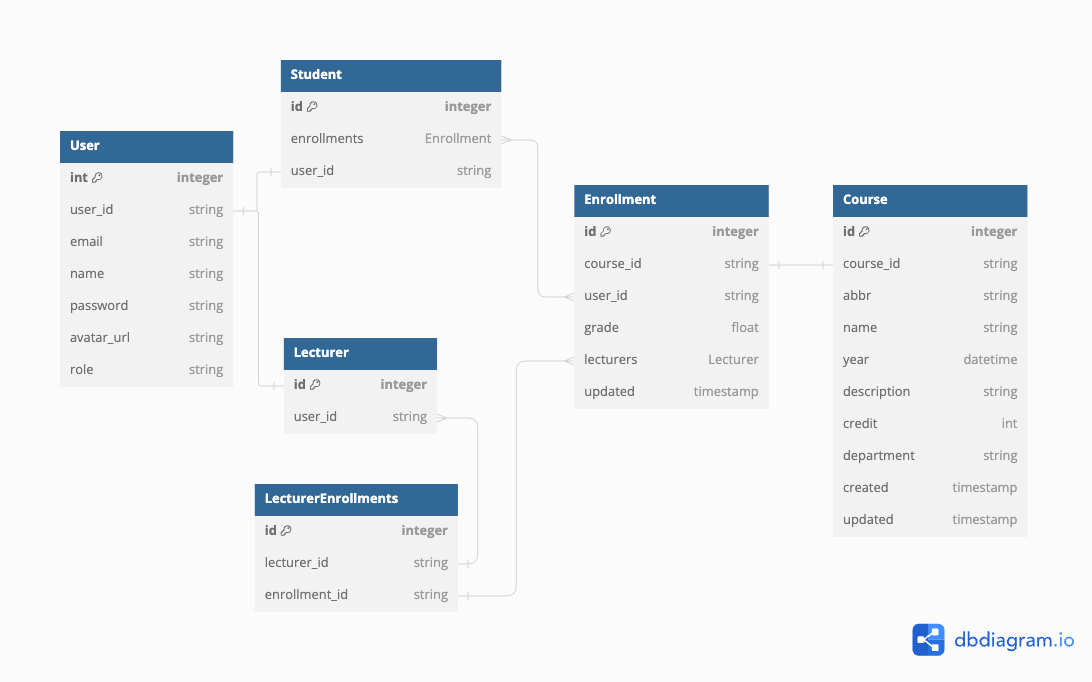 Student
id integer
enrollments Enrollment
user_id string
User
int integer
user_id string
email string
name string
password string
avatar_url string
role string
Enrollment
id integer
course_id string
user_id string
grade float
lecturers Lecturer
updated timestamp
Course
id integer
course_id string
abbr string
name string
year datetime
description string
credit int
department string
created timestamp
updated timestamp
Lecturer
id integer
user_id string
LecturerEnrollments
id integer
lecturer_id string
enrollment_id string
dbdiagram.io